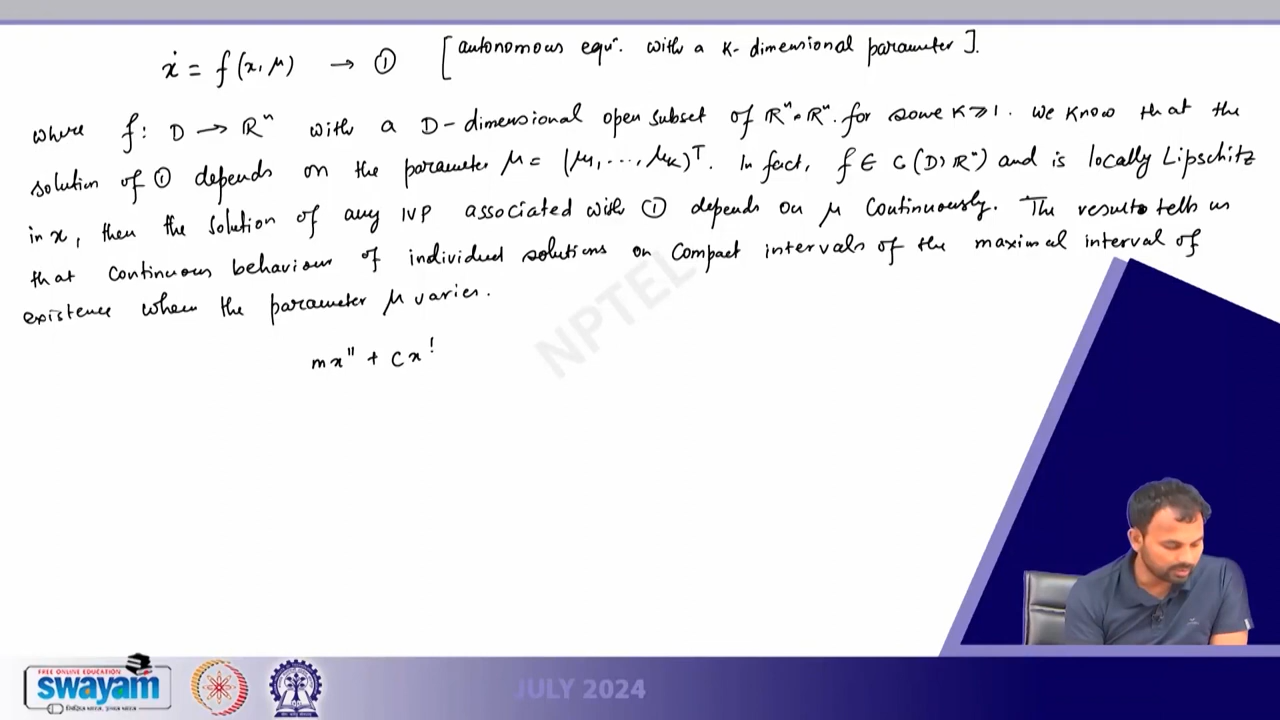 ẋ = f(x, μ) → ① [autonomous equⁿ. with a K-dimensional parameter].
where f: D → ℝⁿ with a D-dimensional open subset of ℝⁿ × ℝⁿ. for some K ≥ 1. We know that the
solution of ① depends on the parameter μ = (μ₁, ..., μₖ)ᵀ. In fact, f ∈ C(D, ℝⁿ) and is locally Lipschitz
in x, then the solution of any IVP associated with ① depends on μ continuously. The results tells us
that continuous behaviour of individual solutions on compact intervals of the maximal interval of
existence when the parameter μ varies.
mx'' + cx'
NPTEL
FREE ONLINE EDUCATION
swayam
JULY 2024